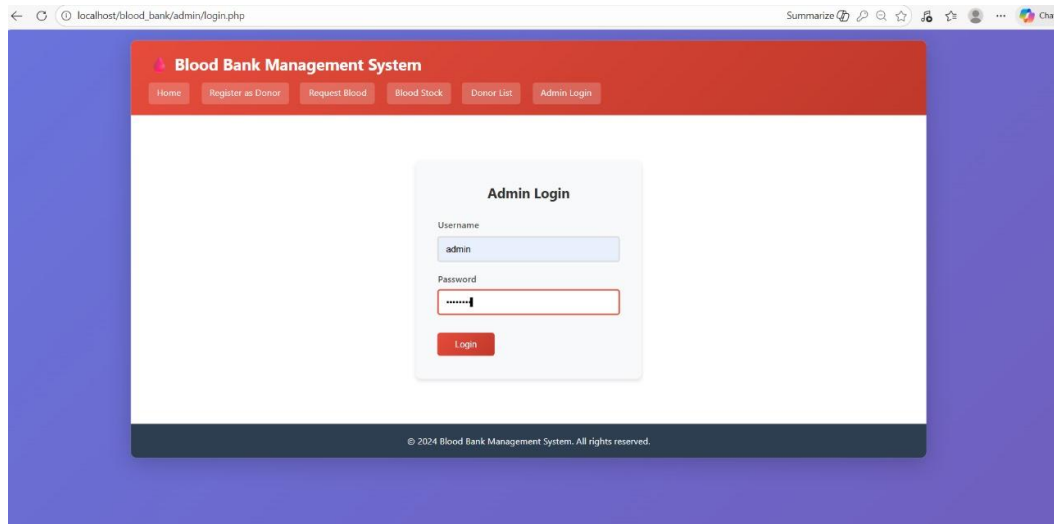 localhost/blood_bank/admin/login.php
Summarize
Cha
Blood Bank Management System
Home
Register as Donor
Request Blood
Blood Stock
Donor List
Admin Login
Admin Login
Username
admin
Password
Login
© 2024 Blood Bank Management System. All rights reserved.